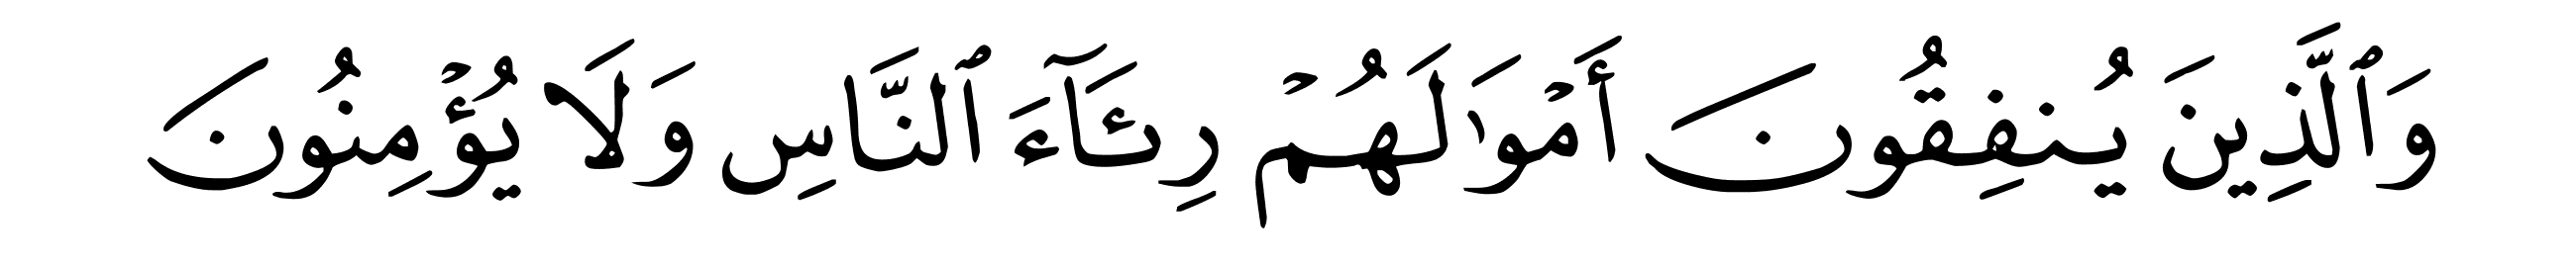 وَٱلَّذِينَ يُنفِقُونَ أَمْوَٰلَهُمْ رِئَآءَ ٱلنَّاسِ وَلَا يُؤْمِنُونَ